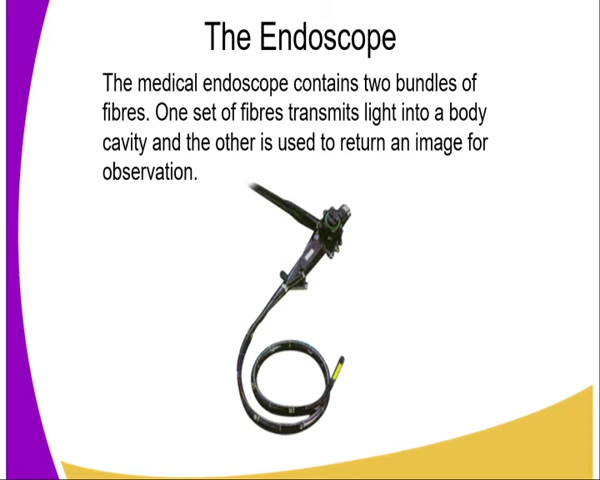 The Endoscope
The medical endoscope contains two bundles of
fibres. One set of fibres transmits light into a body
cavity and the other is used to return an image for
observation.